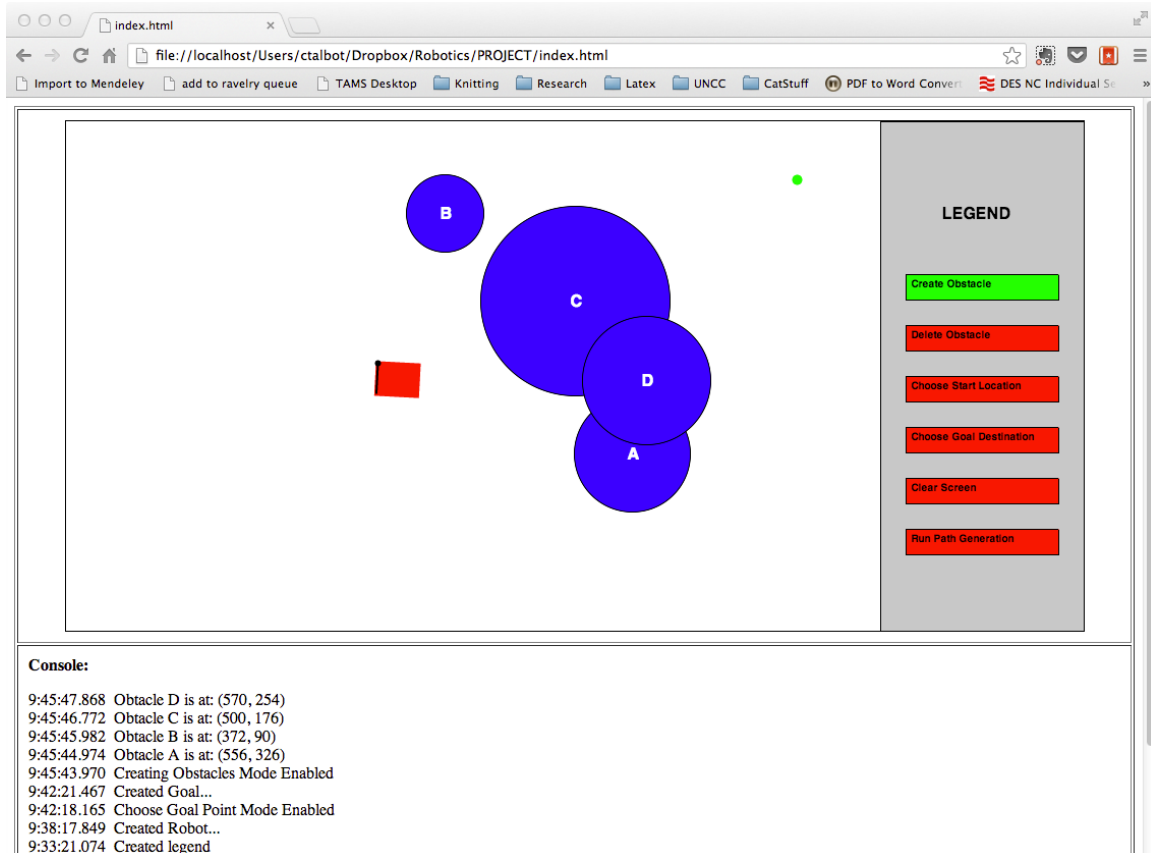 index.html
file://localhost/Users/ctalbot/Dropbox/Robotics/PROJECT/index.html
Import to Mendeley add to ravelry queue TAMS Desktop Knitting Research Latex UNCC CatStuff PDF to Word Convert DES NC Individual Se »
B
C
D
A
LEGEND
Create Obstacle
Delete Obstacle
Choose Start Location
Choose Goal Destination
Clear Screen
Run Path Generation
Console:
9:45:47.868 Obtacle D is at: (570, 254)
9:45:46.772 Obtacle C is at: (500, 176)
9:45:45.982 Obtacle B is at: (372, 90)
9:45:44.974 Obtacle A is at: (556, 326)
9:45:43.970 Creating Obstacles Mode Enabled
9:42:21.467 Created Goal...
9:42:18.165 Choose Goal Point Mode Enabled
9:38:17.849 Created Robot...
9:33:21.074 Created legend